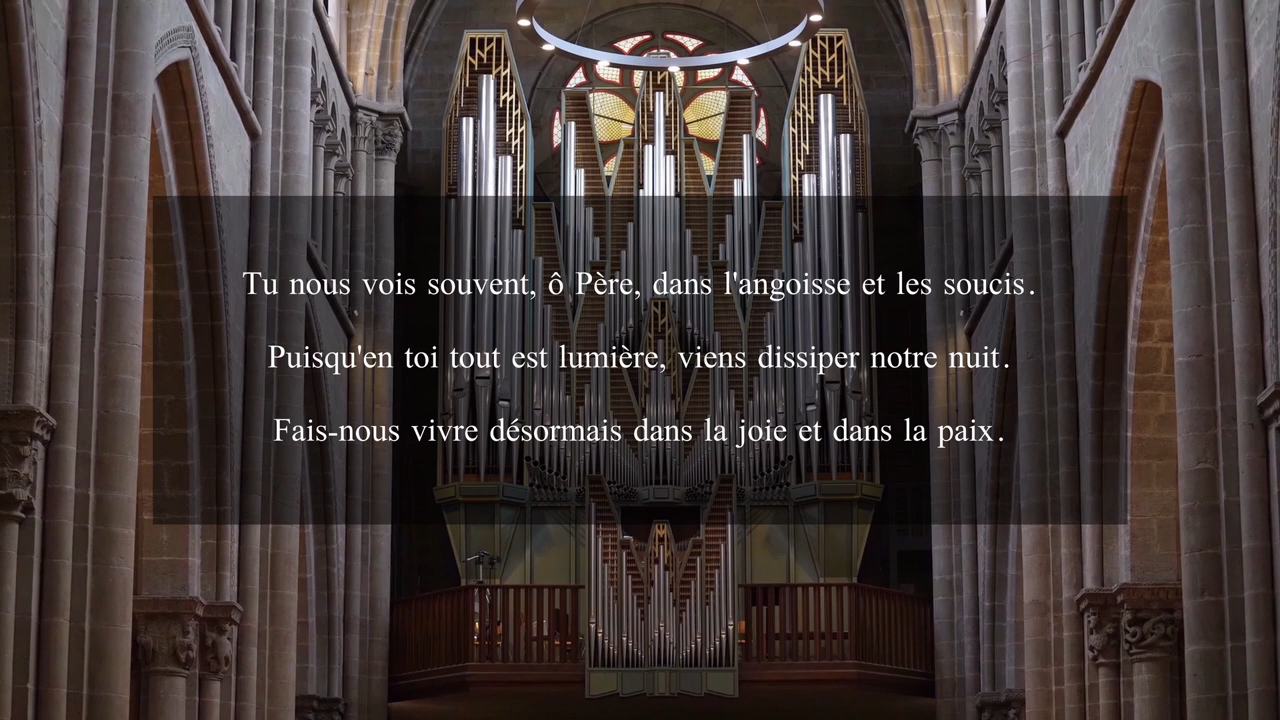 Tu nous vois souvent, ô Père, dans l'angoisse et les soucis.
Puisqu'en toi tout est lumière, viens dissiper notre nuit.
Fais-nous vivre désormais dans la joie et dans la paix.